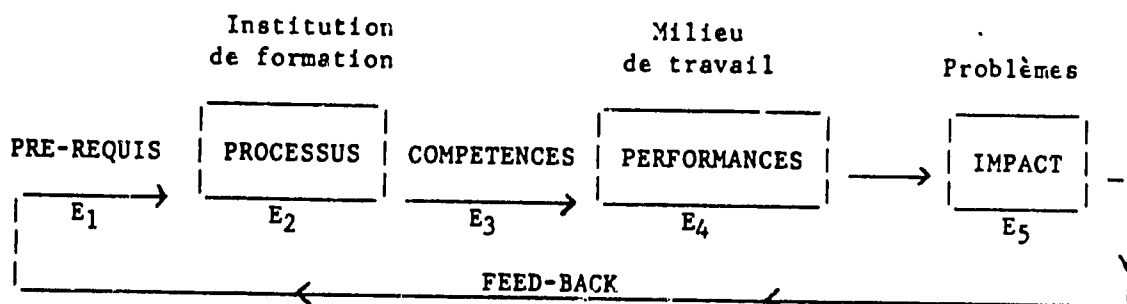 Institution
de formation
Milieu
de travail
Problèmes
PRE-REQUIS
PROCESSUS
COMPETENCES
PERFORMANCES
IMPACT
E1
E2
E3
E4
E5
FEED-BACK